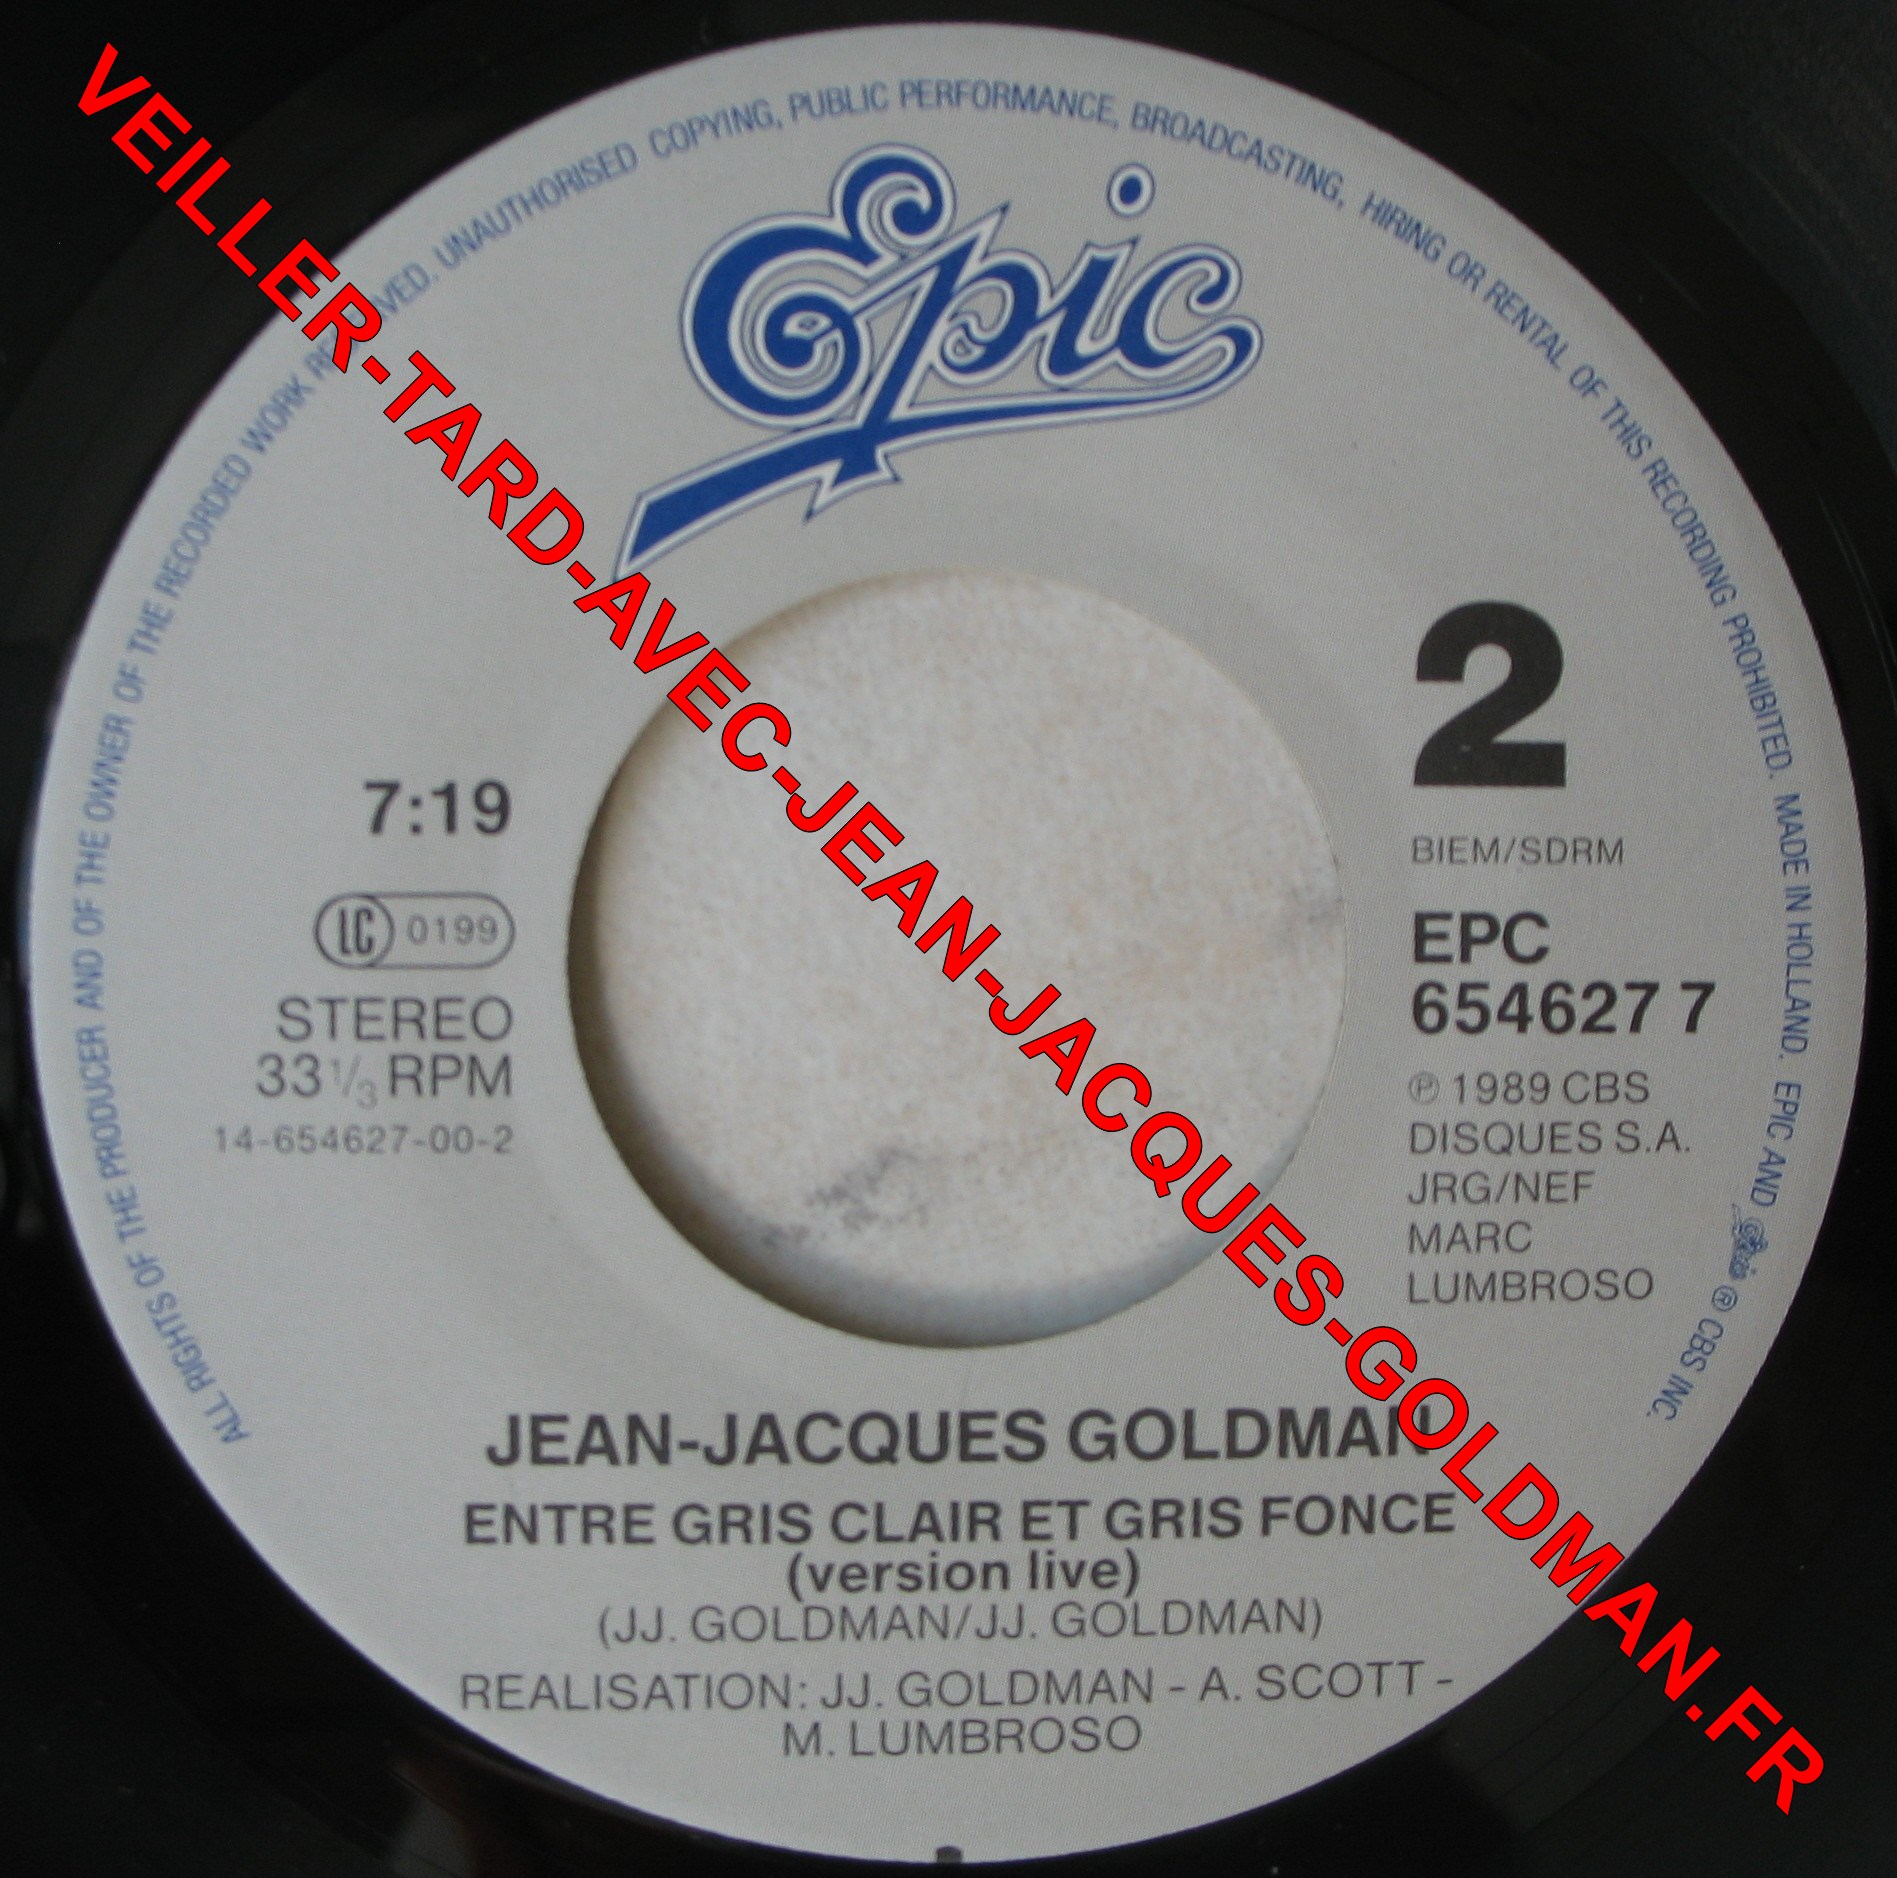 ALL RIGHTS OF THE PRODUCER AND OF THE OWNER OF THE RECORDED WORK RESERVED. UNAUTHORISED COPYING, PUBLIC PERFORMANCE, BROADCASTING, HIRING OR RENTAL OF THIS RECORDING PROHIBITED. MADE IN HOLLAND. EPIC AND Epic ® CBS INC.
Epic
2
7:19
BIEM/SDRM
LC 0199
EPC
654627 7
STEREO
33 1/3 RPM
14-654627-00-2
℗ 1989 CBS
DISQUES S.A.
JRG/NEF
MARC
LUMBROSO
JEAN-JACQUES GOLDMAN
ENTRE GRIS CLAIR ET GRIS FONCE
(version live)
(JJ. GOLDMAN/JJ. GOLDMAN)
REALISATION: JJ. GOLDMAN - A. SCOTT -
M. LUMBROSO
VEILLER-TARD-AVEC-JEAN-JACQUES-GOLDMAN.FR